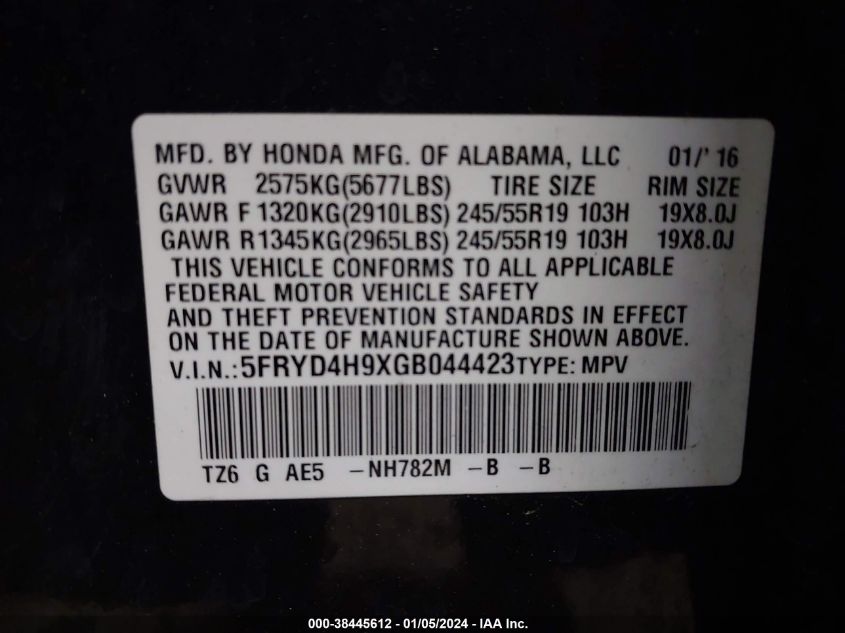 MFD. BY HONDA MFG. OF ALABAMA, LLC 01/'16
GVWR 2575KG(5677LBS) TIRE SIZE RIM SIZE
GAWR F 1320KG(2910LBS) 245/55R19 103H 19X8.0J
GAWR R 1345KG(2965LBS) 245/55R19 103H 19X8.0J
THIS VEHICLE CONFORMS TO ALL APPLICABLE
FEDERAL MOTOR VEHICLE SAFETY
AND THEFT PREVENTION STANDARDS IN EFFECT
ON THE DATE OF MANUFACTURE SHOWN ABOVE.
V.I.N.:5FRYD4H9XGB044423 TYPE: MPV
TZ6 G AE5 -NH782M -B -B
000-38445612 - 01/05/2024 - IAA Inc.